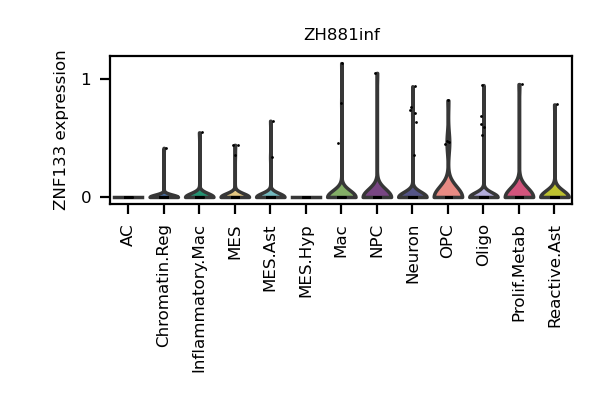 ZH881inf
ZNF133 expression
1
0
AC
Chromatin.Reg
Inflammatory.Mac
MES
MES.Ast
MES.Hyp
Mac
NPC
Neuron
OPC
Oligo
Prolif.Metab
Reactive.Ast